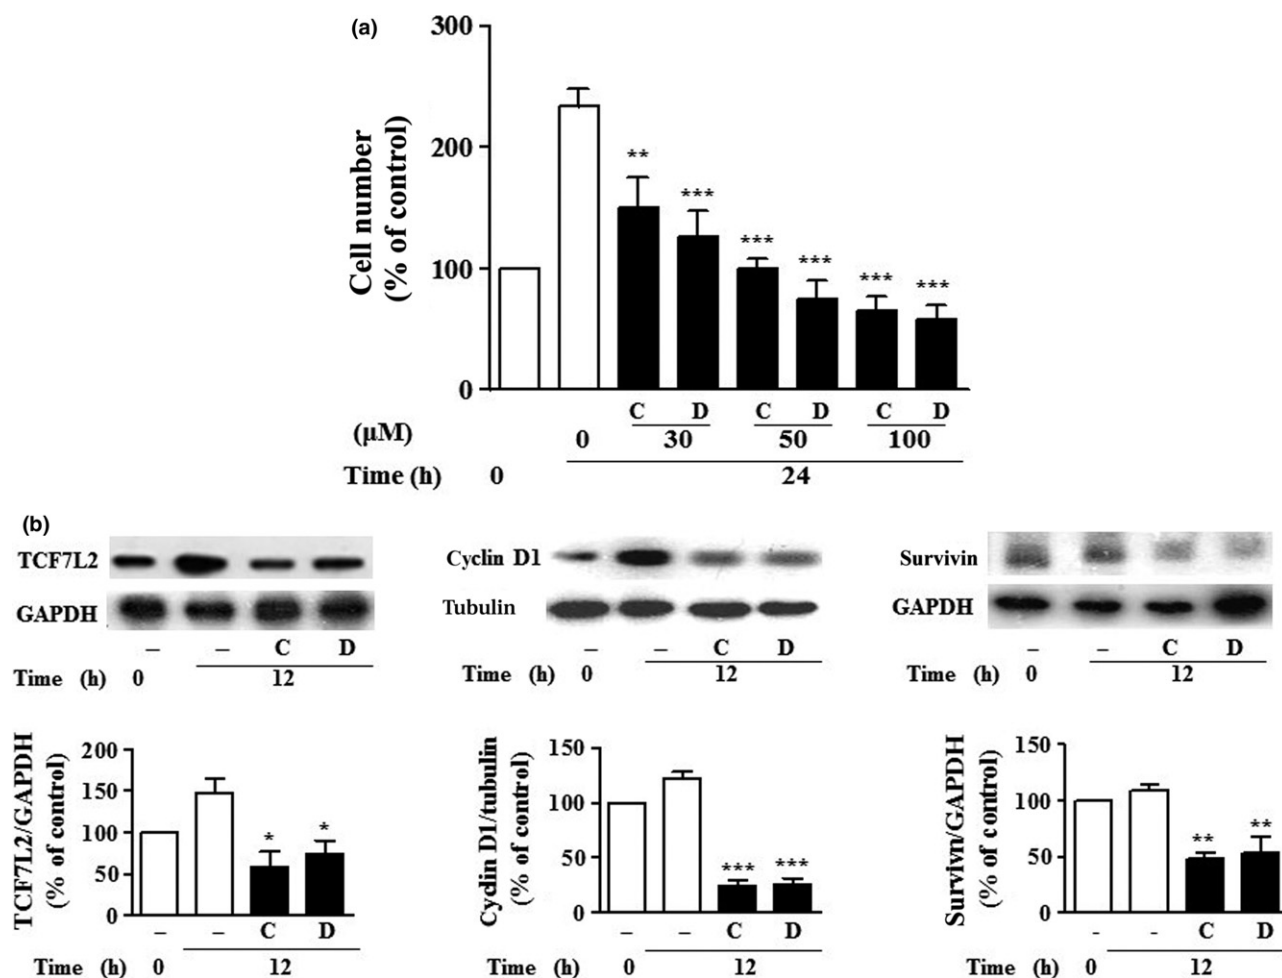 (a)
300
200
100
0
Cell number
(% of control)
**
***
***
***
***
***
C D C D C D
(μM) 0 30 50 100
Time (h) 0 24
(b)
TCF7L2
GAPDH
– – C D
Time (h) 0 12
Cyclin D1
Tubulin
– – C D
Time (h) 0 12
Survivin
GAPDH
– – C D
Time (h) 0 12
TCF7L2/GAPDH
(% of control)
200
150
100
50
0
* *
– – C D
Time (h) 0 12
Cyclin D1/tubulin
(% of control)
150
100
50
0
*** ***
– – C D
Time (h) 0 12
Survivn/GAPDH
(% of control)
150
100
50
0
** **
- - C D
Time (h) 0 12